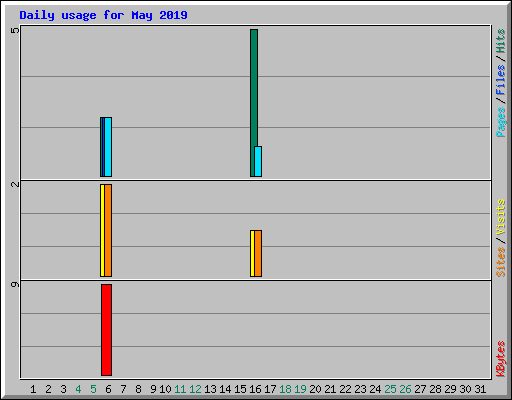 Daily usage for May 2019
5
2
9
Pages / Files / Hits
Sites / Visits
KBytes
1 2 3 4 5 6 7 8 9 10 11 12 13 14 15 16 17 18 19 20 21 22 23 24 25 26 27 28 29 30 31